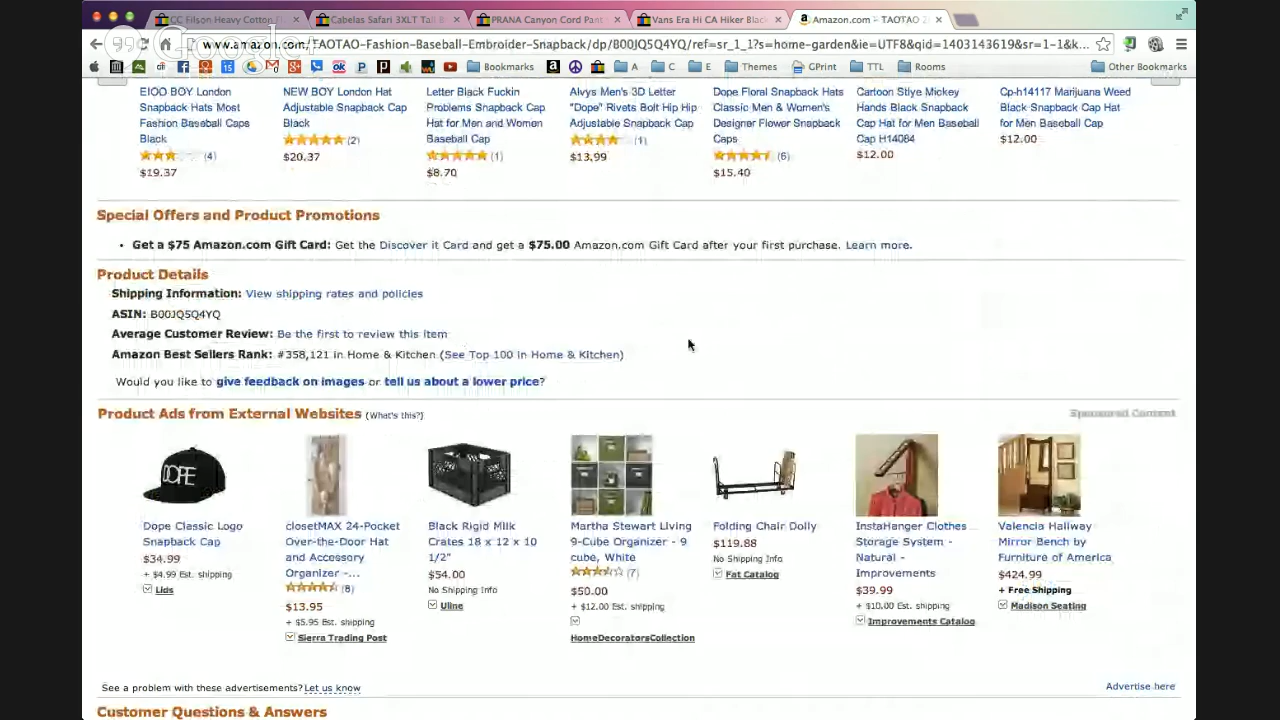 CC Filson Heavy Cotton F
Cabelas Safari 3XLT Tall B
PRANA Canyon Cord Pant
Vans Era Hi CA Hiker Black
Amazon.com – TAOTAO 2
Google+
www.amazon.com/TAOTAO-Fashion-Baseball-Embroider-Snapback/dp/B00JQ5Q4YQ/ref=sr_1_1?s=home-garden&ie=UTF8&qid=1403143619&sr=1-1&k...
Bookmarks A C E Themes GPrint TTL Rooms Other Bookmarks
EIOO BOY London Snapback Hats Most Fashion Baseball Caps Black
(4)
$19.37
NEW BOY London Hat Adjustable Snapback Caps Black
(2)
$20.37
Letter Black Fuckin Problems Snapback Cap Hat for Men and Women Baseball Cap
(1)
$8.70
Alvys Men's 3D Letter "Dope" Rivets Bolt Hip Hip Adjustable Snapback Cap
(1)
$13.99
Dope Floral Snapback Hats Classic Men & Women's Designer Flower Snapback Caps
(6)
$15.40
Cartoon Stlye Mickey Hands Black Snapback Cap Hat for Men Baseball Cap H14084
$12.00
Cp-h14117 Marijuana Weed Black Snapback Cap Hat for Men Baseball Cap
$12.00
Special Offers and Product Promotions
• Get a $75 Amazon.com Gift Card: Get the Discover it Card and get a $75.00 Amazon.com Gift Card after your first purchase. Learn more.
Product Details
Shipping Information: View shipping rates and policies
ASIN: B00JQ5Q4YQ
Average Customer Review: Be the first to review this item
Amazon Best Sellers Rank: #358,121 in Home & Kitchen (See Top 100 in Home & Kitchen)
Would you like to give feedback on images or tell us about a lower price?
Product Ads from External Websites (What's this?)
Sponsored Content
DOPE
Dope Classic Logo Snapback Cap
$34.99
+ $4.99 Est. shipping
Lids
closetMAX 24-Pocket Over-the-Door Hat and Accessory Organizer -...
(8)
$13.95
+ $5.95 Est. shipping
Sierra Trading Post
Black Rigid Milk Crates 18 x 12 x 10 1/2"
$54.00
No Shipping Info
Uline
Martha Stewart Living 9-Cube Organizer - 9 cube, White
(7)
$50.00
+ $12.00 Est. shipping
HomeDecoratorsCollection
Folding Chair Dolly
$119.88
No Shipping Info
Fat Catalog
InstaHanger Clothes Storage System - Natural - Improvements
$39.99
+ $10.00 Est. shipping
Improvements Catalog
Valencia Hallway Mirror Bench by Furniture of America
$424.99
+ Free Shipping
Madison Seating
See a problem with these advertisements? Let us know
Advertise here
Customer Questions & Answers